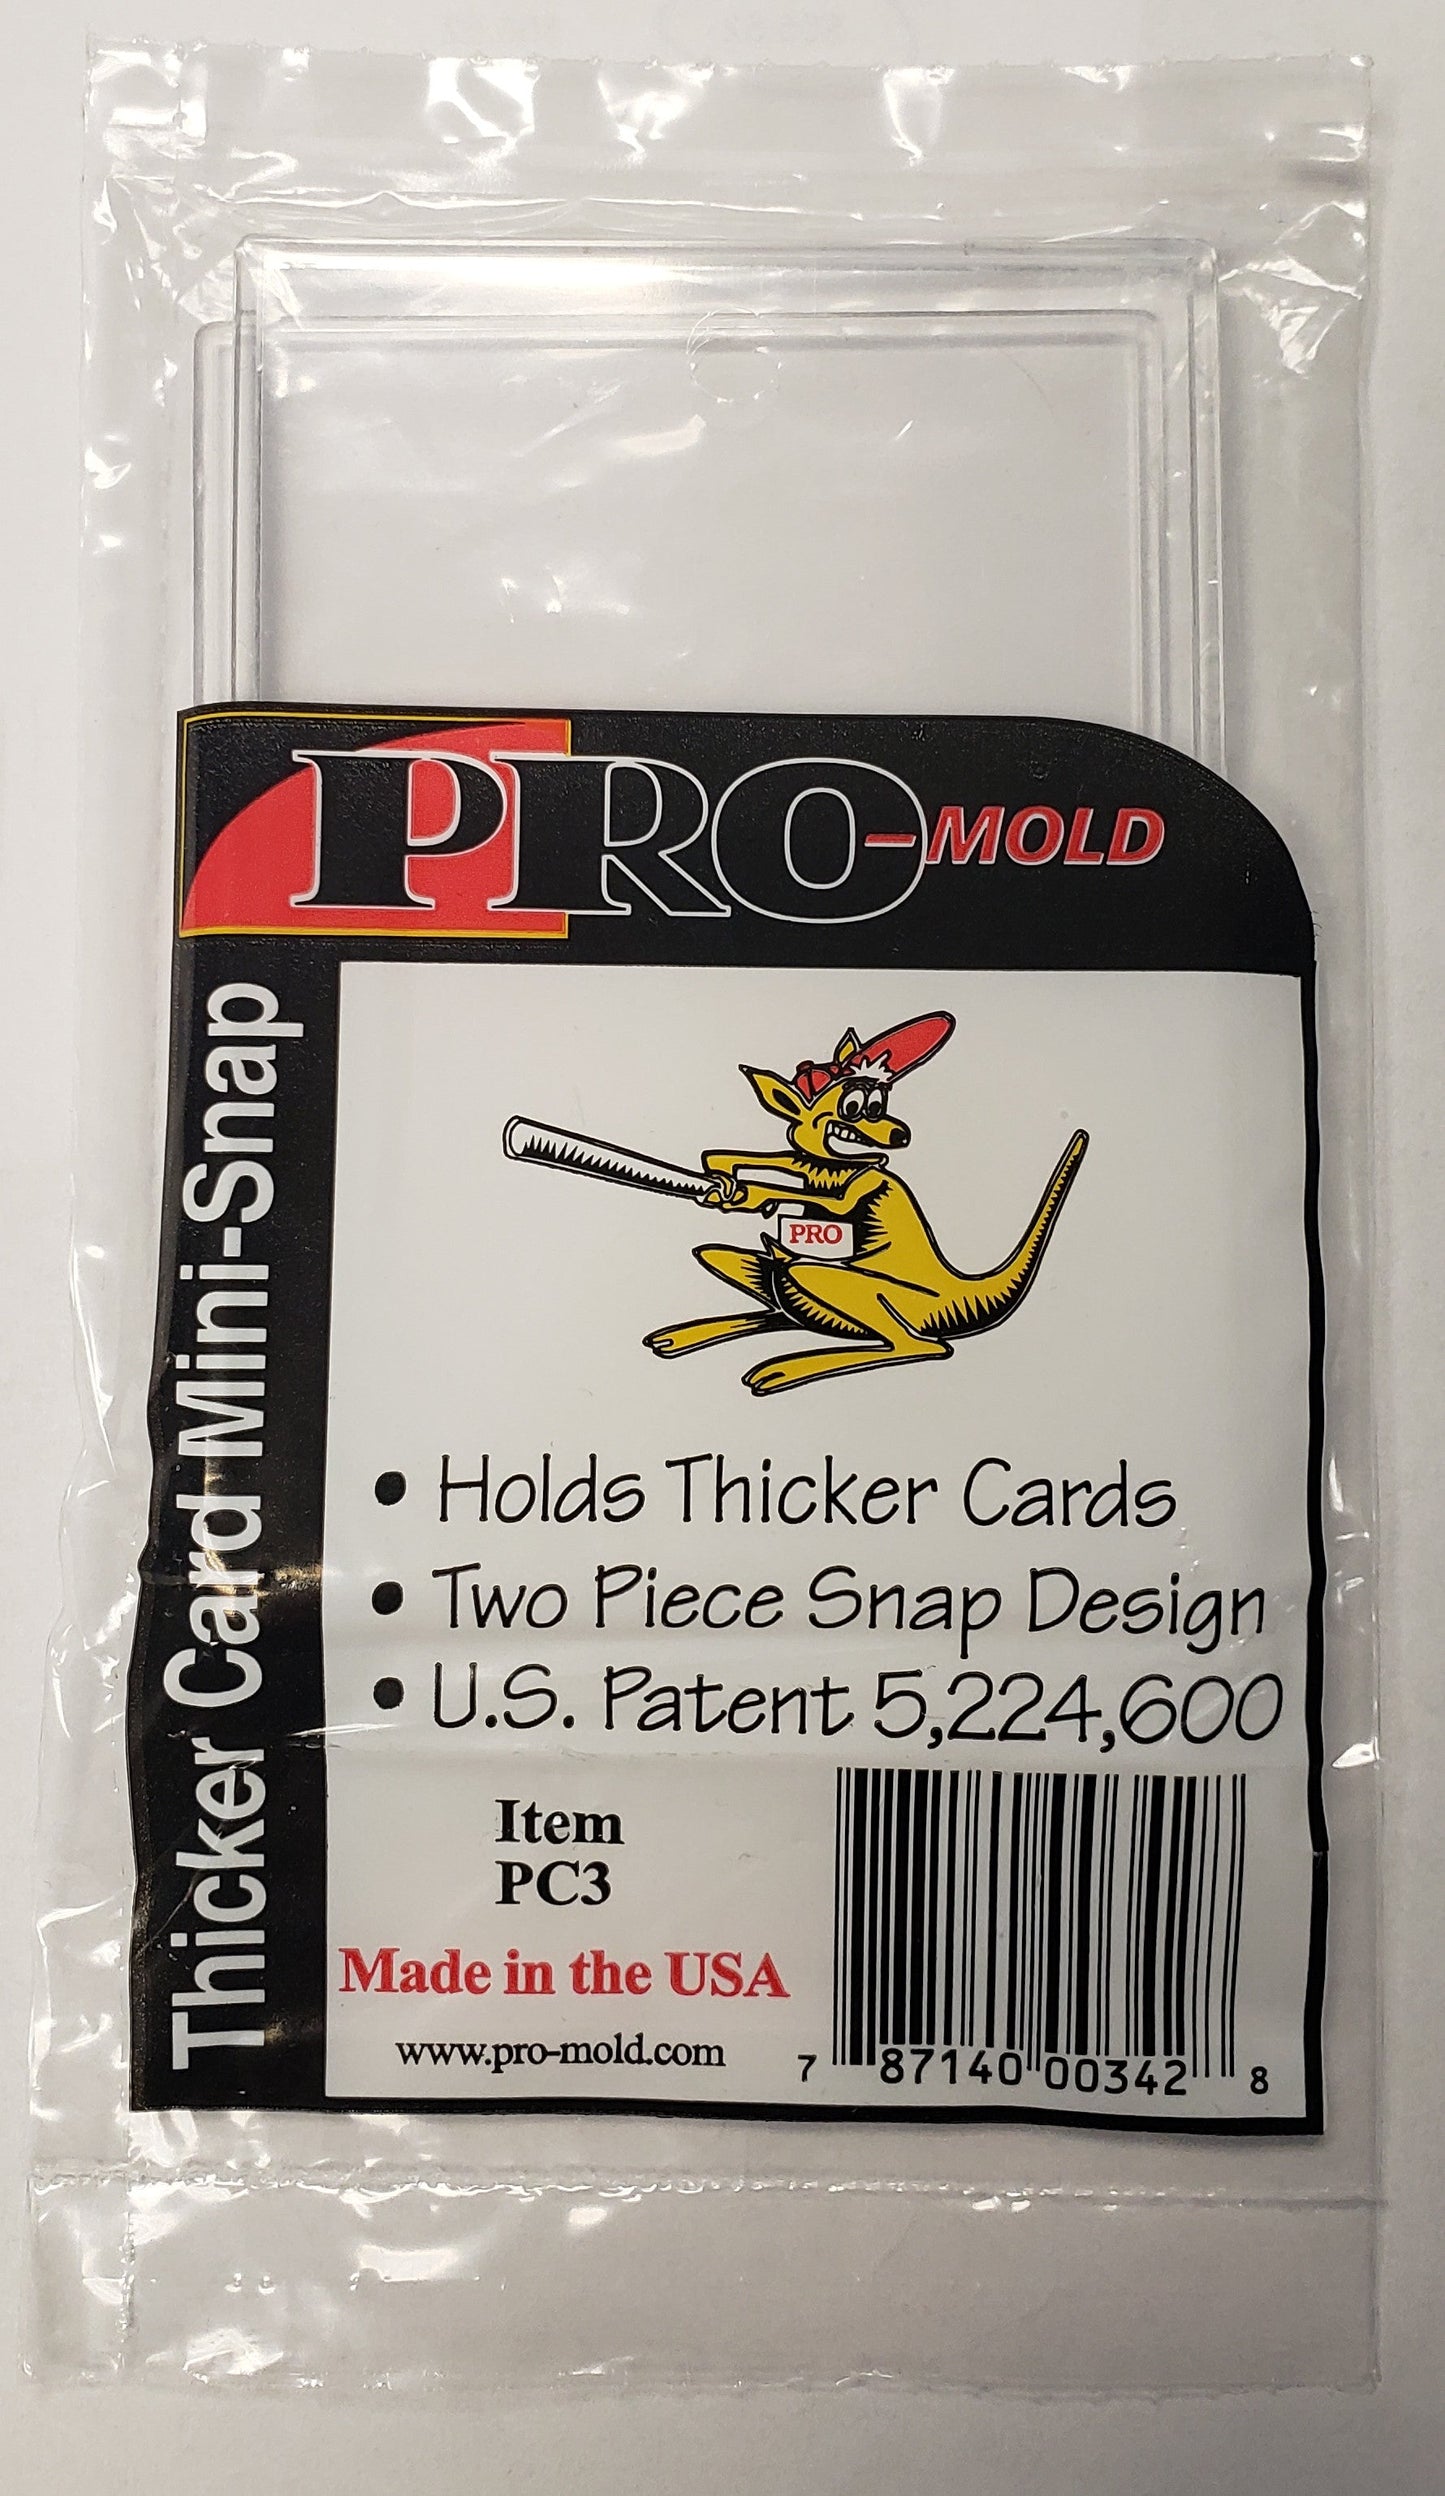 PRO-MOLD
Thicker Card Mini-Snap
PRO
• Holds Thicker Cards
• Two Piece Snap Design
• U.S. Patent 5,224,600
Item
PC3
Made in the USA
www.pro-mold.com
7 87140 00342 8